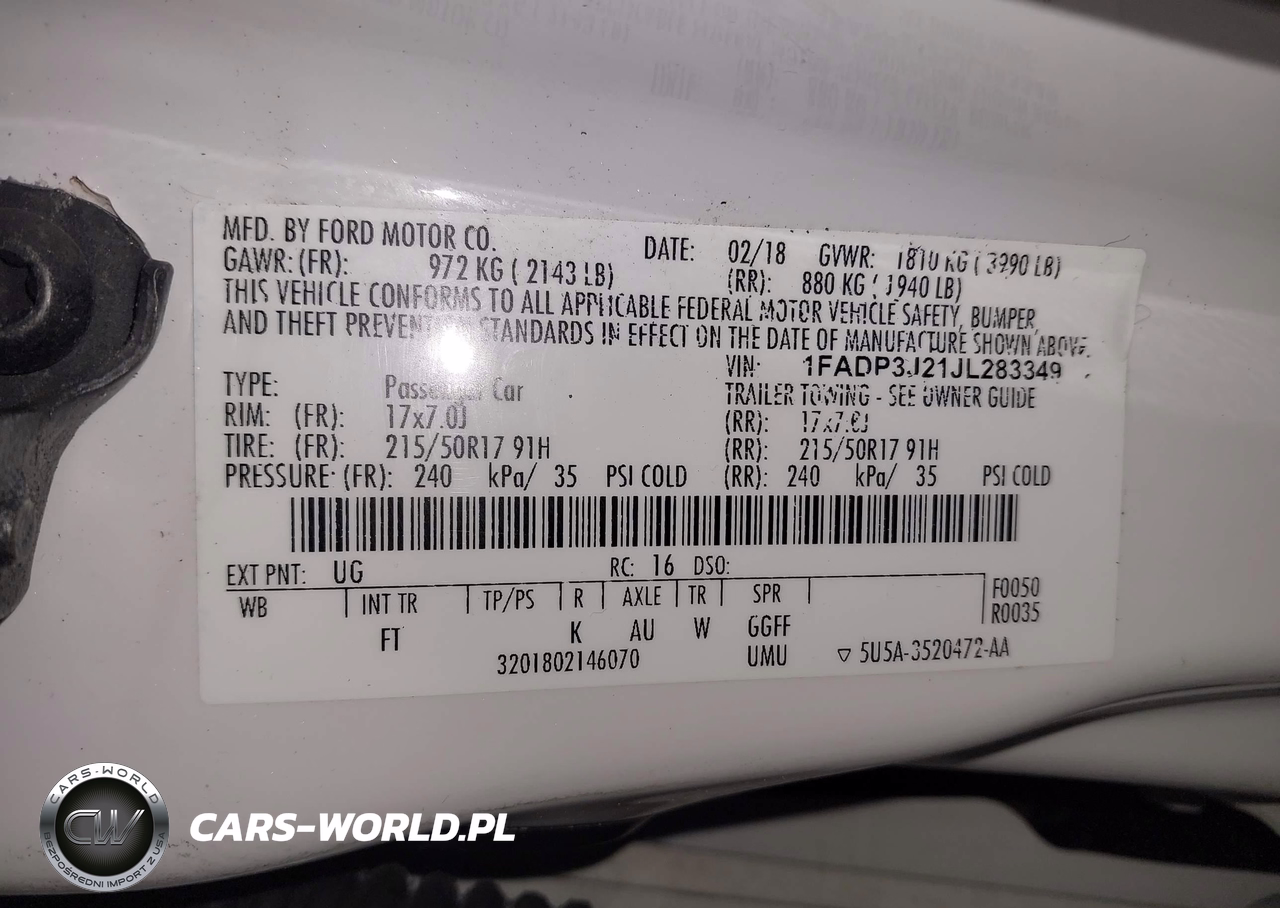 MFD. BY FORD MOTOR CO. DATE: 02/18 GVWR: 1810 KG ( 3990 LB)
GAWR: (FR): 972 KG ( 2143 LB) (RR): 880 KG ( 1940 LB)
THIS VEHICLE CONFORMS TO ALL APPLICABLE FEDERAL MOTOR VEHICLE SAFETY, BUMPER,
AND THEFT PREVENTION STANDARDS IN EFFECT ON THE DATE OF MANUFACTURE SHOWN ABOVE.
VIN: 1FADP3J21JL283349
TYPE: Passenger Car TRAILER TOWING - SEE OWNER GUIDE
RIM: (FR): 17x7.0J (RR): 17x7.0J
TIRE: (FR): 215/50R17 91H (RR): 215/50R17 91H
PRESSURE: (FR): 240 kPa/ 35 PSI COLD (RR): 240 kPa/ 35 PSI COLD
EXT PNT: UG RC: 16 DSO:
WB INT TR TP/PS R AXLE TR SPR F0050
R0035
FT K AU W GGFF
3201802146070 UMU ▽ 5U5A-3520472-AA
CARS-WORLD
CW
BEZPOŚREDNI IMPORT Z USA
CARS-WORLD.PL